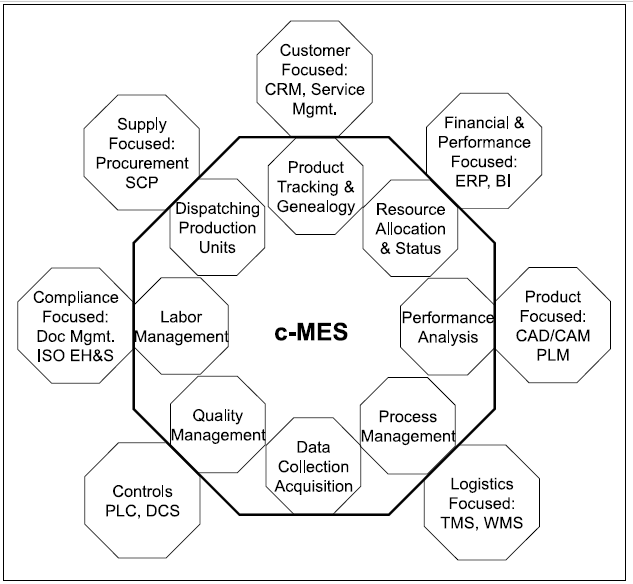 Customer
Focused:
CRM, Service
Mgmt.
Supply
Focused:
Procurement
SCP
Financial &
Performance
Focused:
ERP, BI
Product
Tracking &
Genealogy
Dispatching
Production
Units
Resource
Allocation
& Status
Compliance
Focused:
Doc Mgmt.
ISO EH&S
Labor
Management
c-MES
Performance
Analysis
Product
Focused:
CAD/CAM
PLM
Quality
Management
Data
Collection
Acquisition
Process
Management
Controls
PLC, DCS
Logistics
Focused:
TMS, WMS